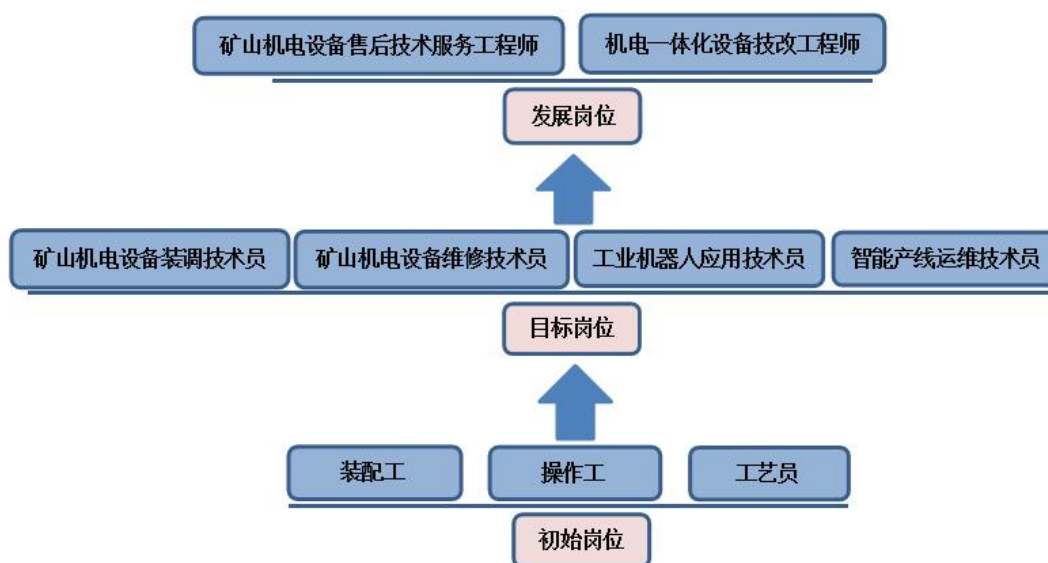 矿山机电设备售后技术服务工程师
机电一体化设备技改工程师
发展岗位
矿山机电设备装调技术员
矿山机电设备维修技术员
工业机器人应用技术员
智能产线运维技术员
目标岗位
装配工
操作工
工艺员
初始岗位